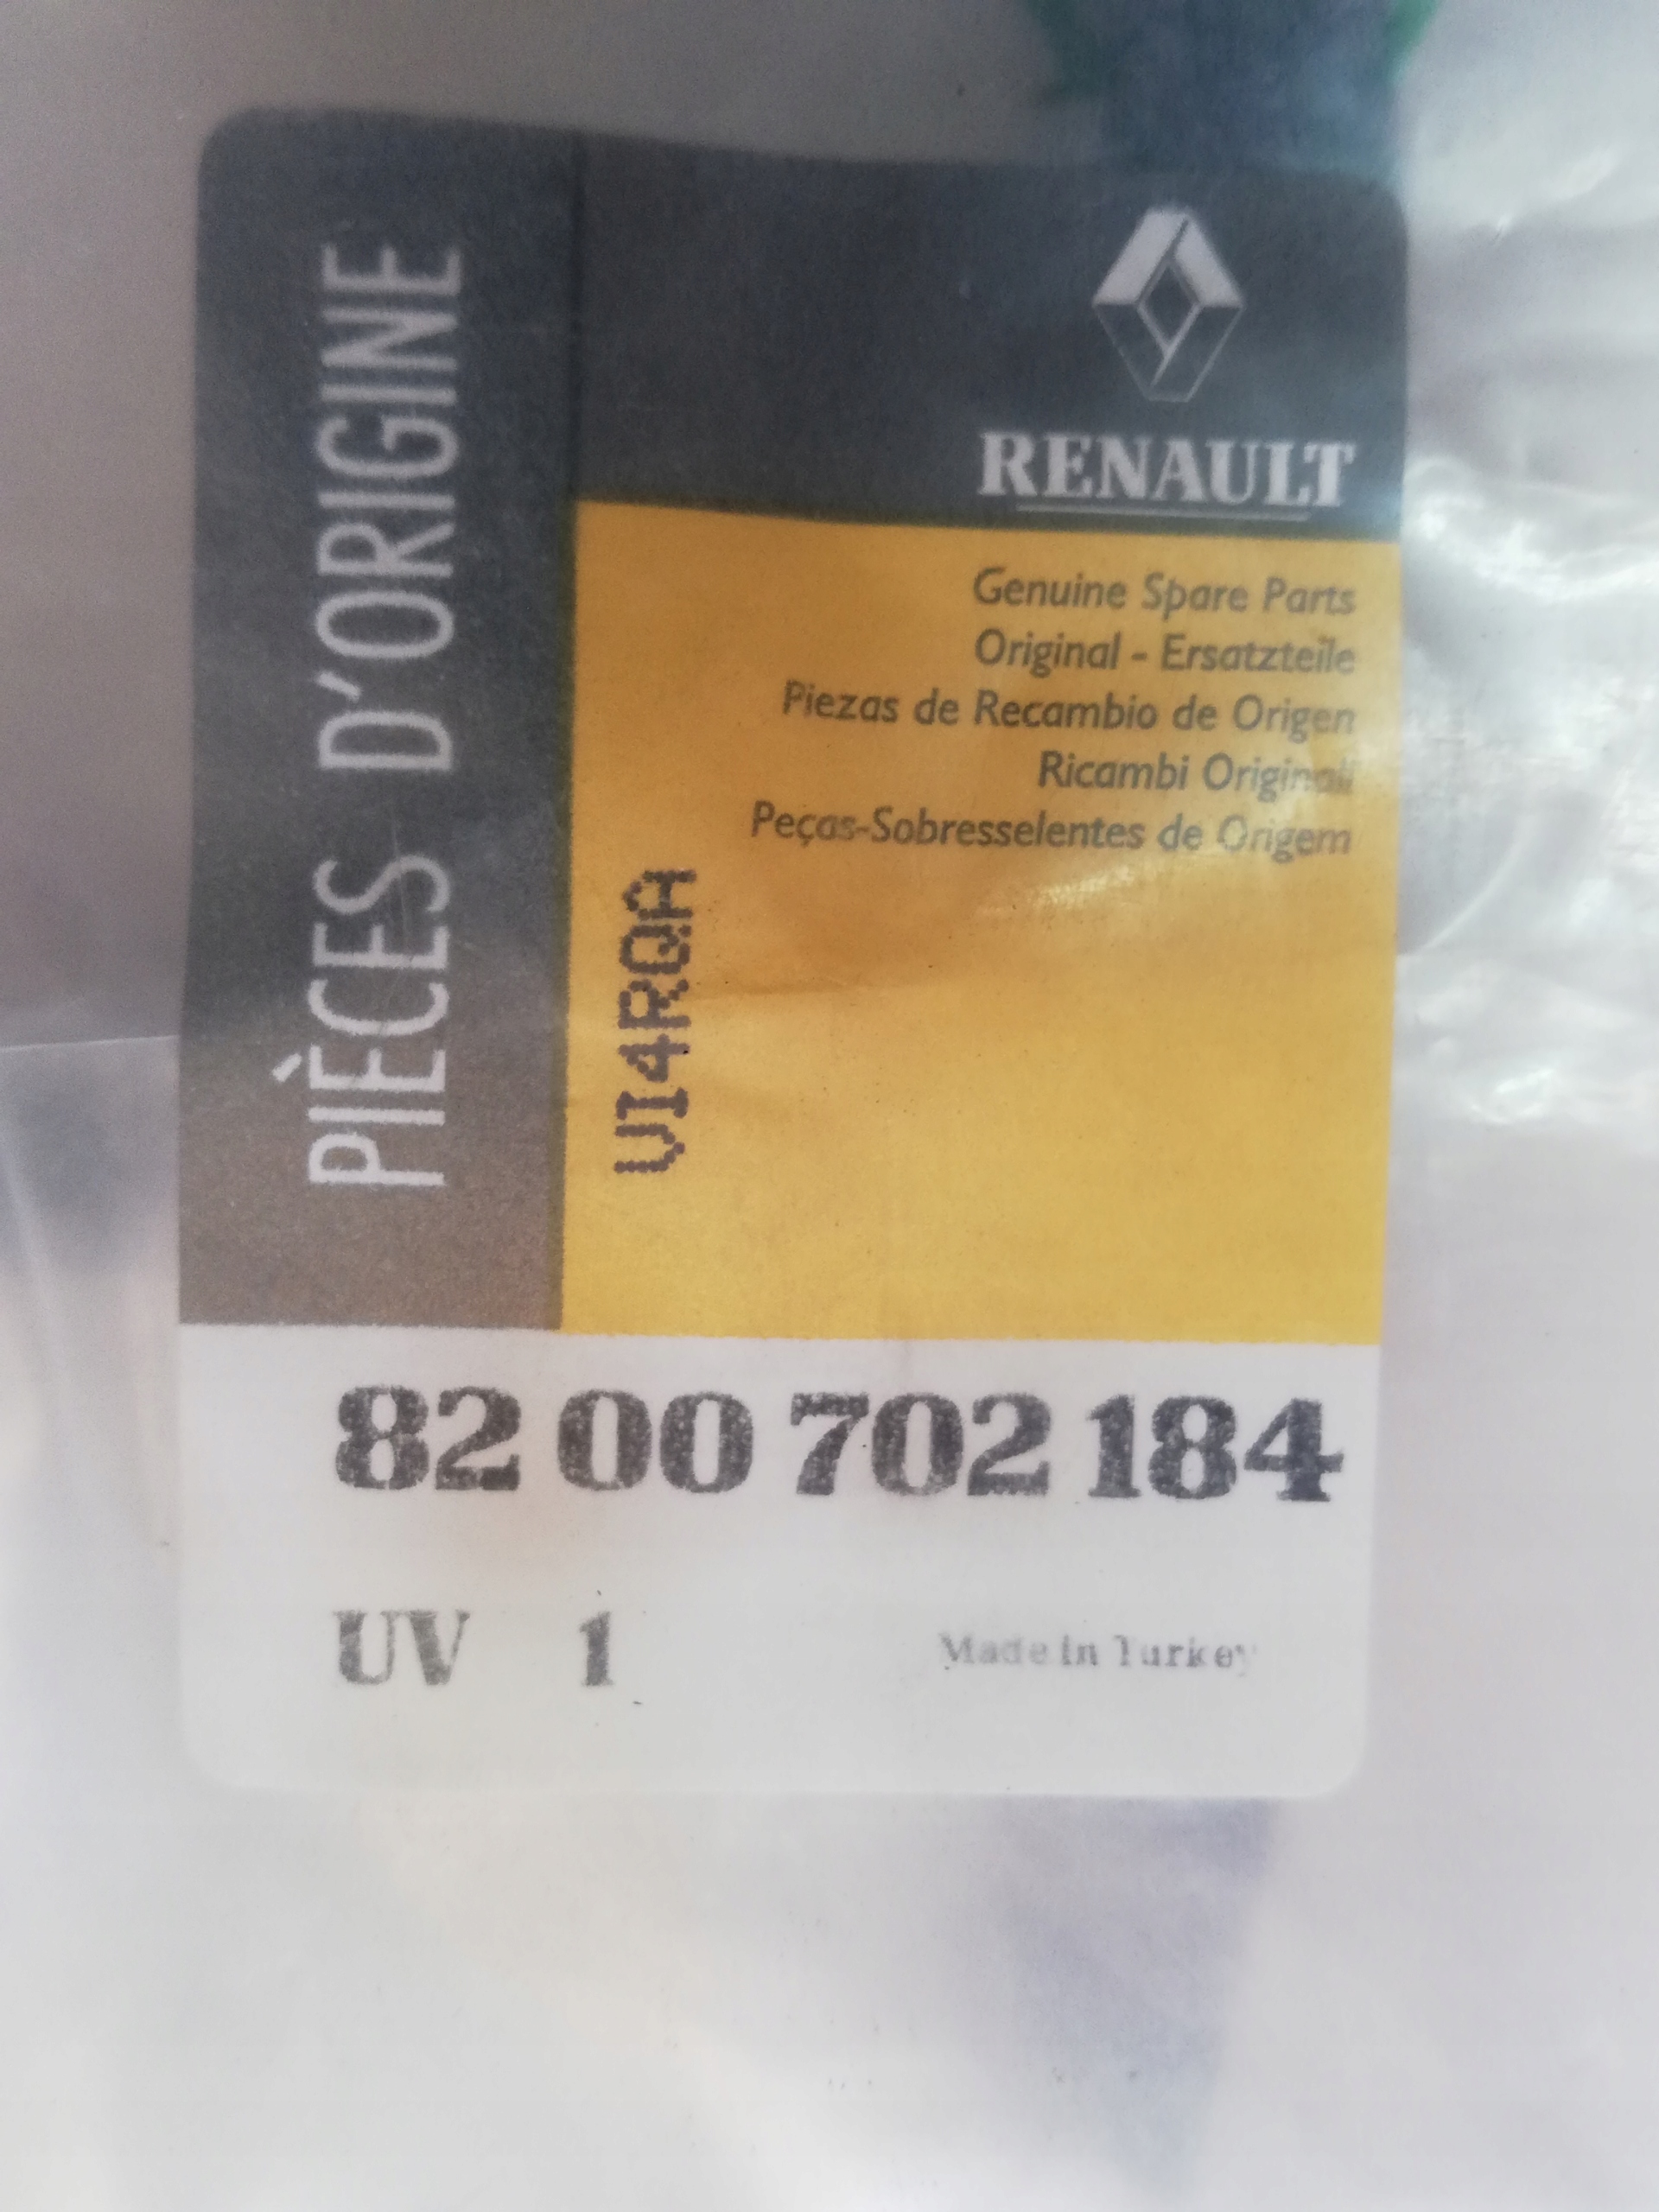 PIÈCES D'ORIGINE
RENAULT
Genuine Spare Parts
Original - Ersatzteile
Piezas de Recambio de Origen
Ricambi Originali
Peças-Sobresselentes de Origem
VI4RQA
82 00 702 184
UV 1
Made in Turkey